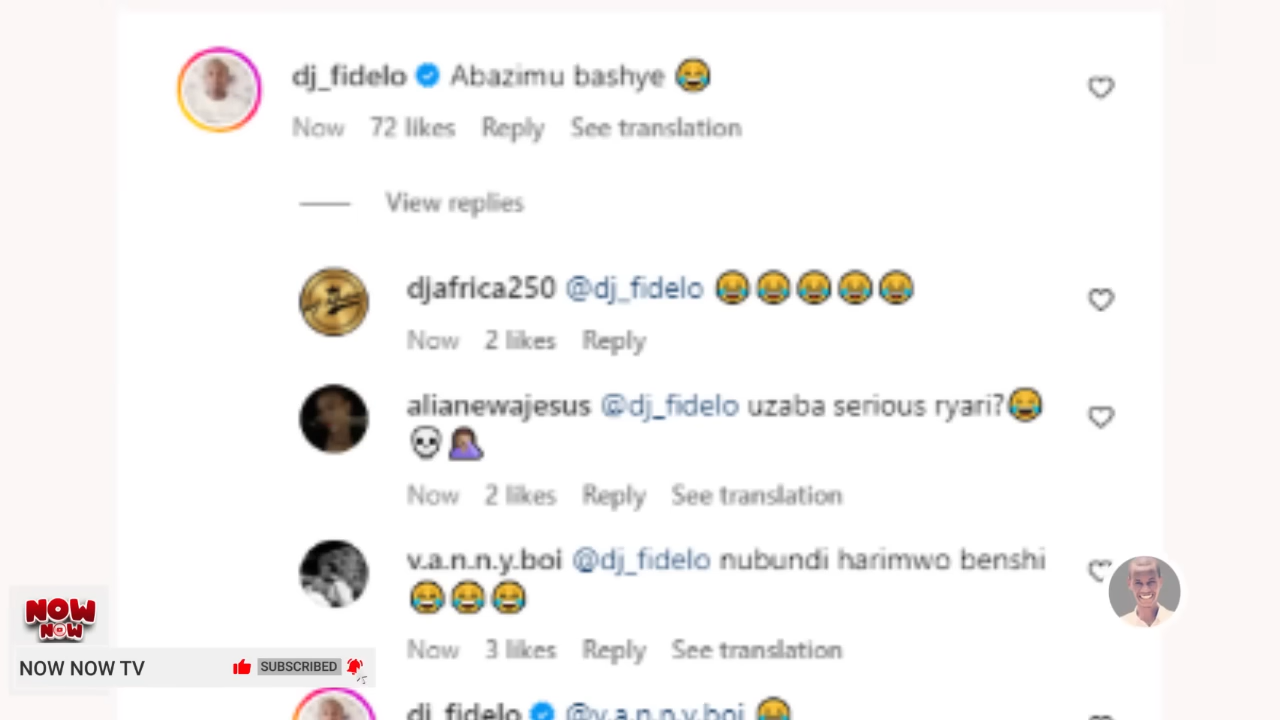 dj_fidelo Abazimu bashye 😂
Now 72 likes Reply See translation
View replies
djafrica250 @dj_fidelo 😂😂😂😂😂
Now 2 likes Reply
alianewajesus @dj_fidelo uzaba serious ryari?😂
💀🤦🏽‍♀️
Now 2 likes Reply See translation
v.a.n.n.y.boi @dj_fidelo nubundi harimwo benshi
😂😂😂
Now 3 likes Reply See translation
NOW
NOW
NOW NOW TV SUBSCRIBED
dj_fidelo @v.a.n.n.y.boi 😂